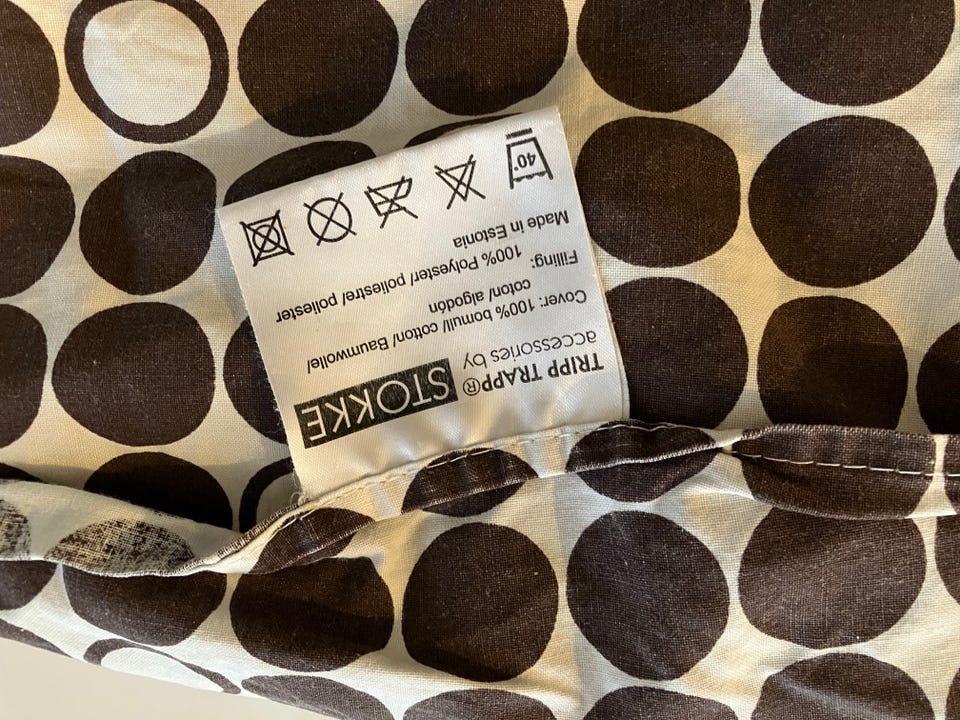 TRIPP TRAPP®
accessories by STOKKE
Cover: 100% bomull/ cotton/ Baumwolle/
coton/ algodón
Filling:
100% Polyester/ poliestre/ poliester
Made in Estonia
40°